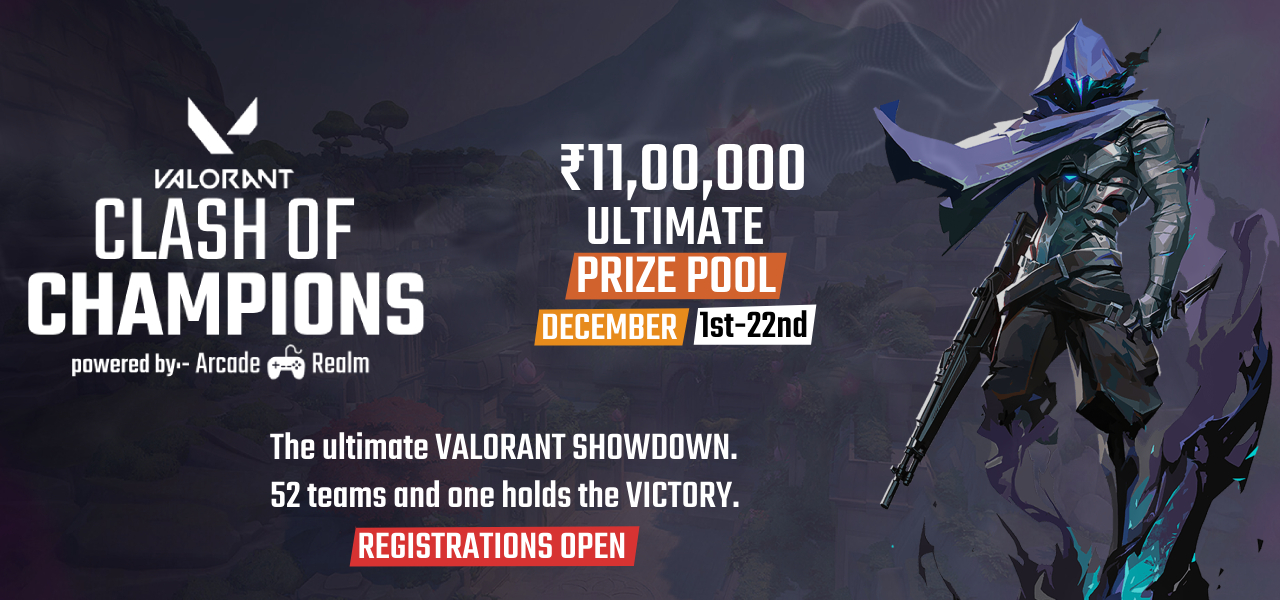 VALORANT
CLASH OF
CHAMPIONS
powered by:- Arcade Realm
₹11,00,000
ULTIMATE
PRIZE POOL
DECEMBER 1st-22nd
The ultimate VALORANT SHOWDOWN.
52 teams and one holds the VICTORY.
REGISTRATIONS OPEN